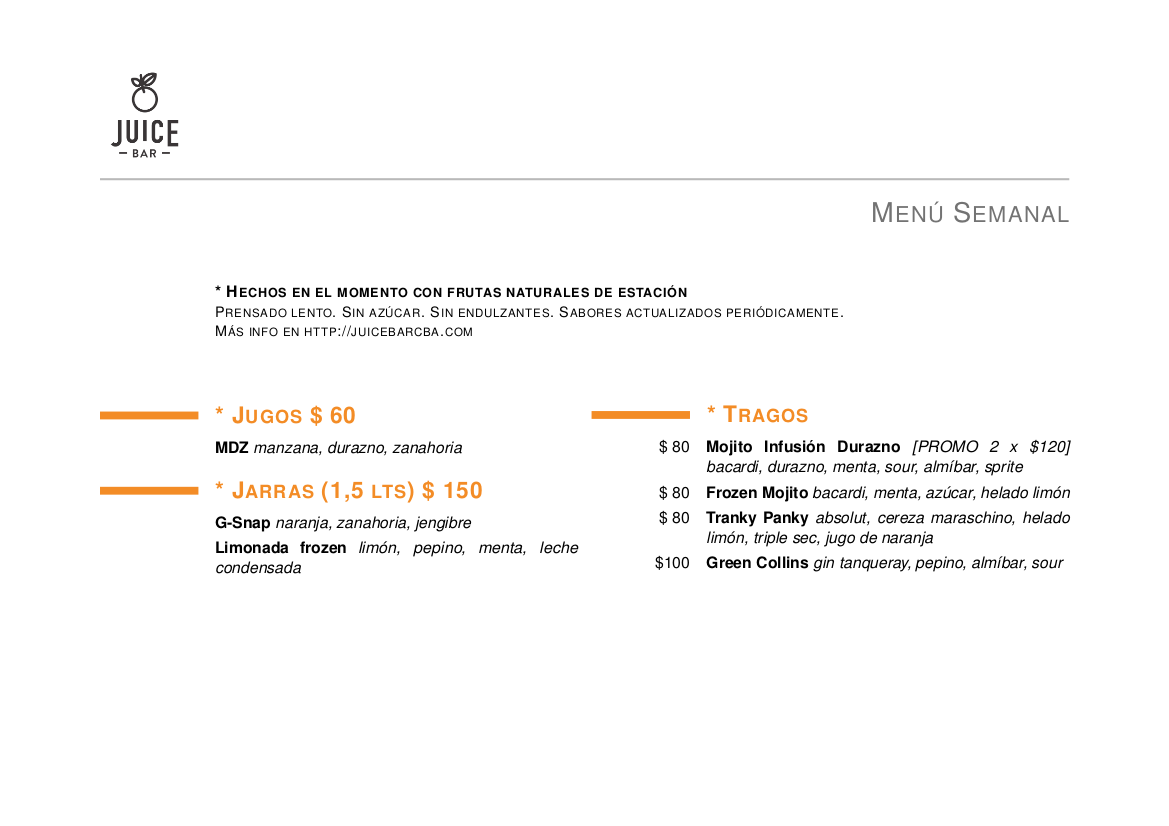 JUICE
BAR
MENÚ SEMANAL
* HECHOS EN EL MOMENTO CON FRUTAS NATURALES DE ESTACIÓN
PRENSADO LENTO. SIN AZÚCAR. SIN ENDULZANTES. SABORES ACTUALIZADOS PERIÓDICAMENTE.
MÁS INFO EN HTTP://JUICEBARCBA.COM
* JUGOS $ 60
MDZ manzana, durazno, zanahoria
* JARRAS (1,5 LTS) $ 150
G-Snap naranja, zanahoria, jengibre
Limonada frozen limón, pepino, menta, leche
condensada
* TRAGOS
$ 80 Mojito Infusión Durazno [PROMO 2 x $120]
bacardi, durazno, menta, sour, almíbar, sprite
$ 80 Frozen Mojito bacardi, menta, azúcar, helado limón
$ 80 Tranky Panky absolut, cereza maraschino, helado
limón, triple sec, jugo de naranja
$100 Green Collins gin tanqueray, pepino, almíbar, sour